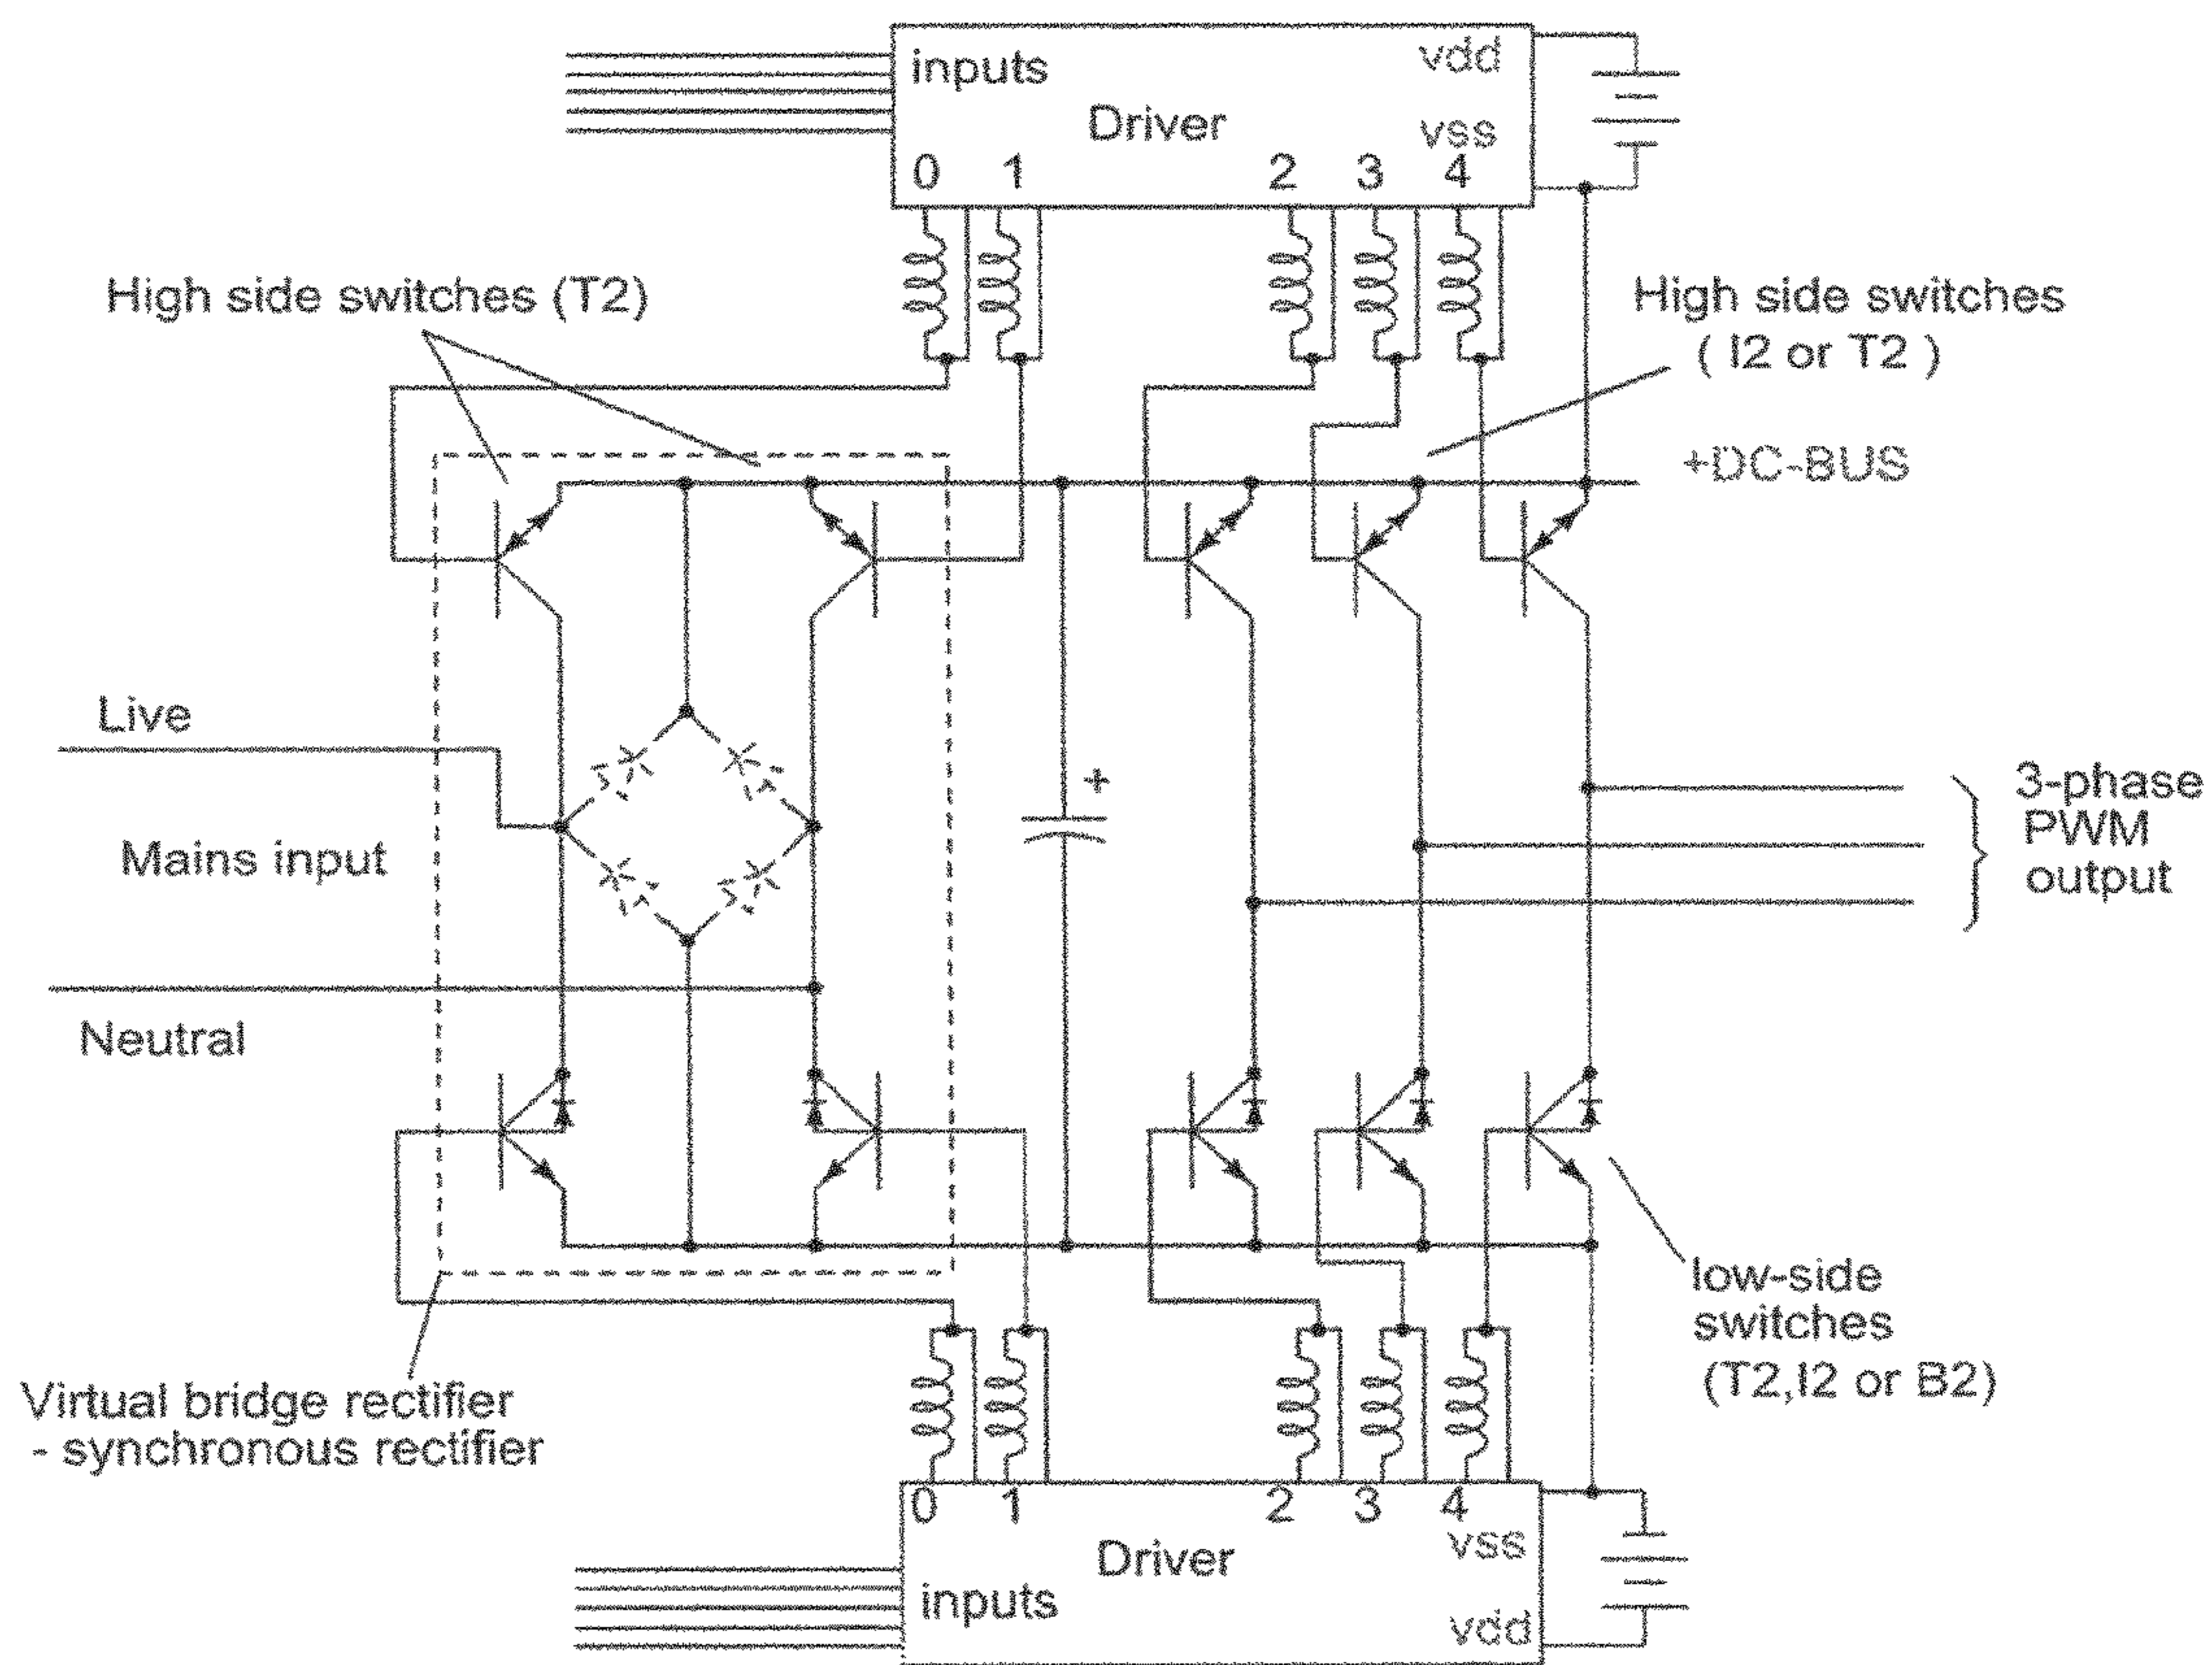 inputs
vdd
Driver
vss
0 1 2 3 4
High side switches (T2)
High side switches
( I2 or T2 )
+DC-BUS
Live
+
3-phase
PWM
output
Mains input
Neutral
low-side
switches
(T2,I2 or B2)
Virtual bridge rectifier
- synchronous rectifier
0 1 2 3 4
Driver
vss
inputs
vdd